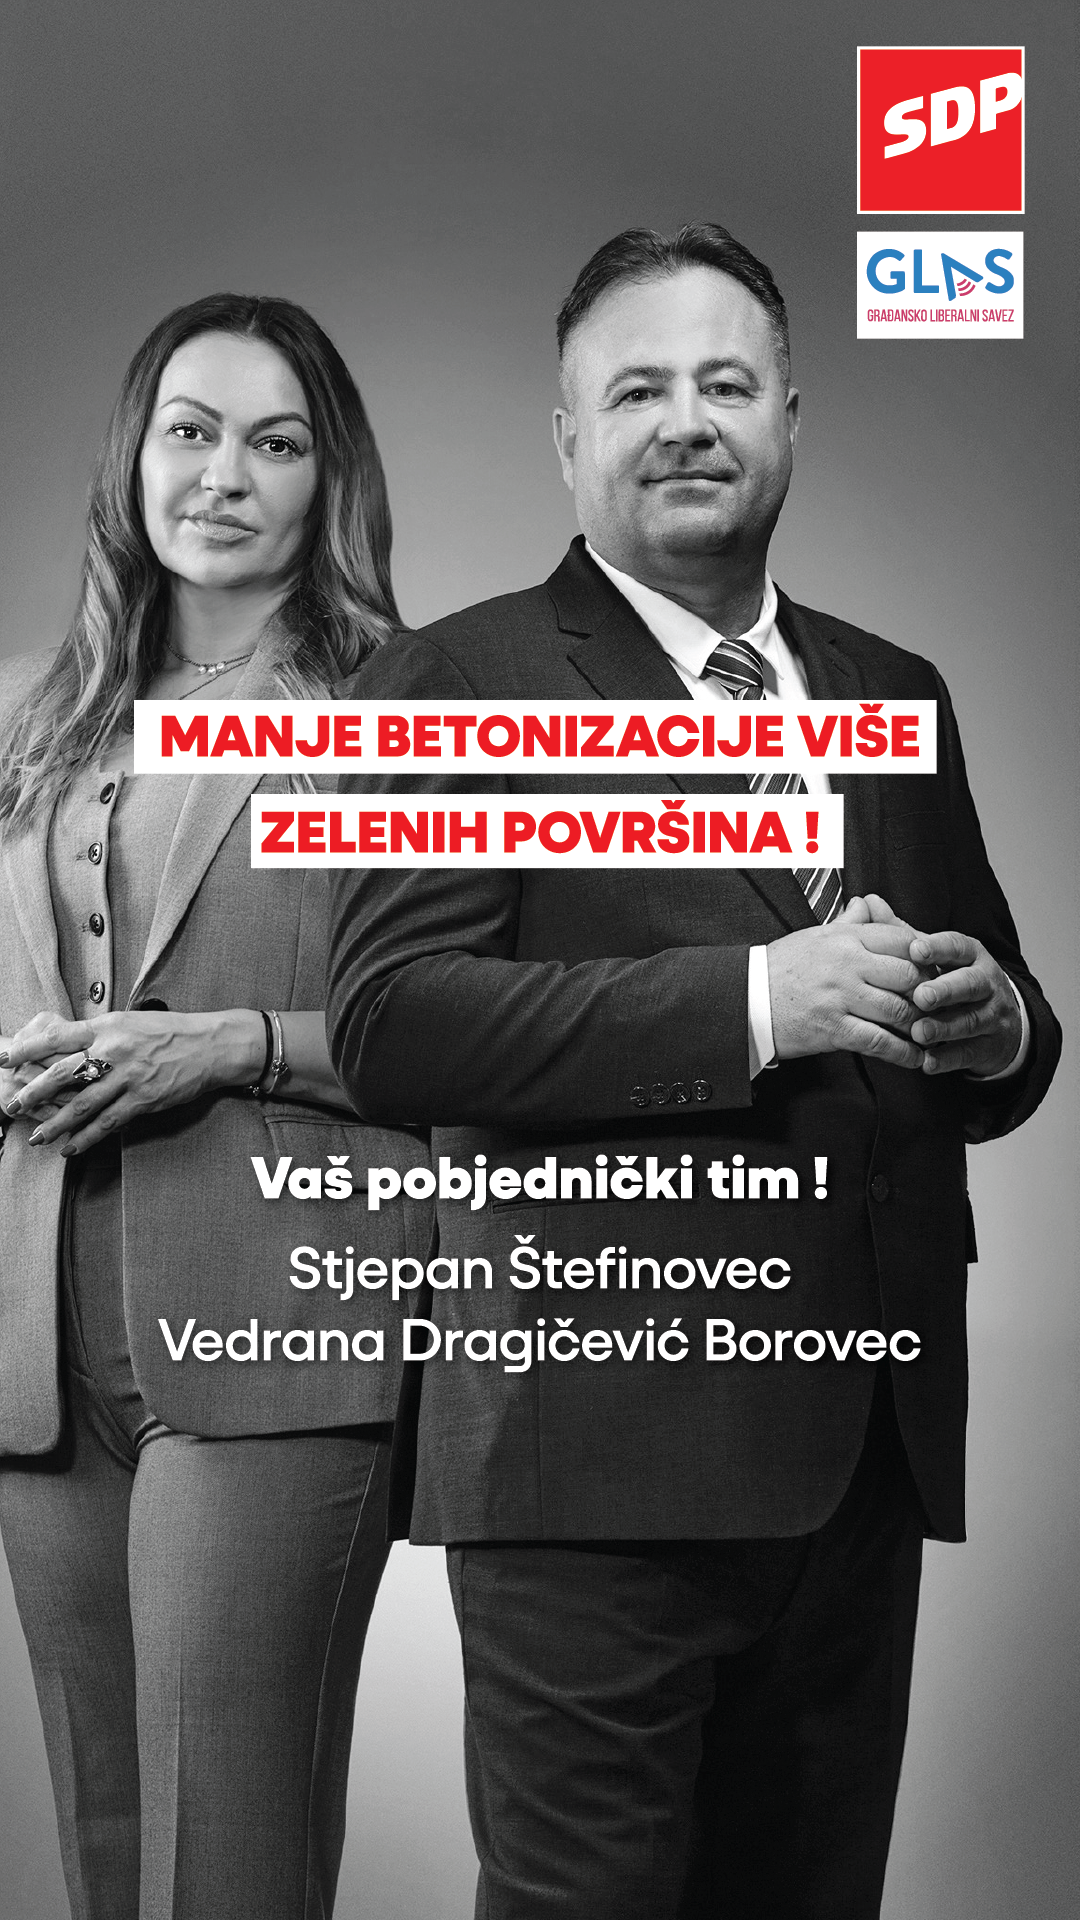 SDP
GLAS
GRAĐANSKO LIBERALNI SAVEZ
MANJE BETONIZACIJE VIŠE
ZELENIH POVRŠINA !
Vaš pobjednički tim !
Stjepan Štefinovec
Vedrana Dragičević Borovec